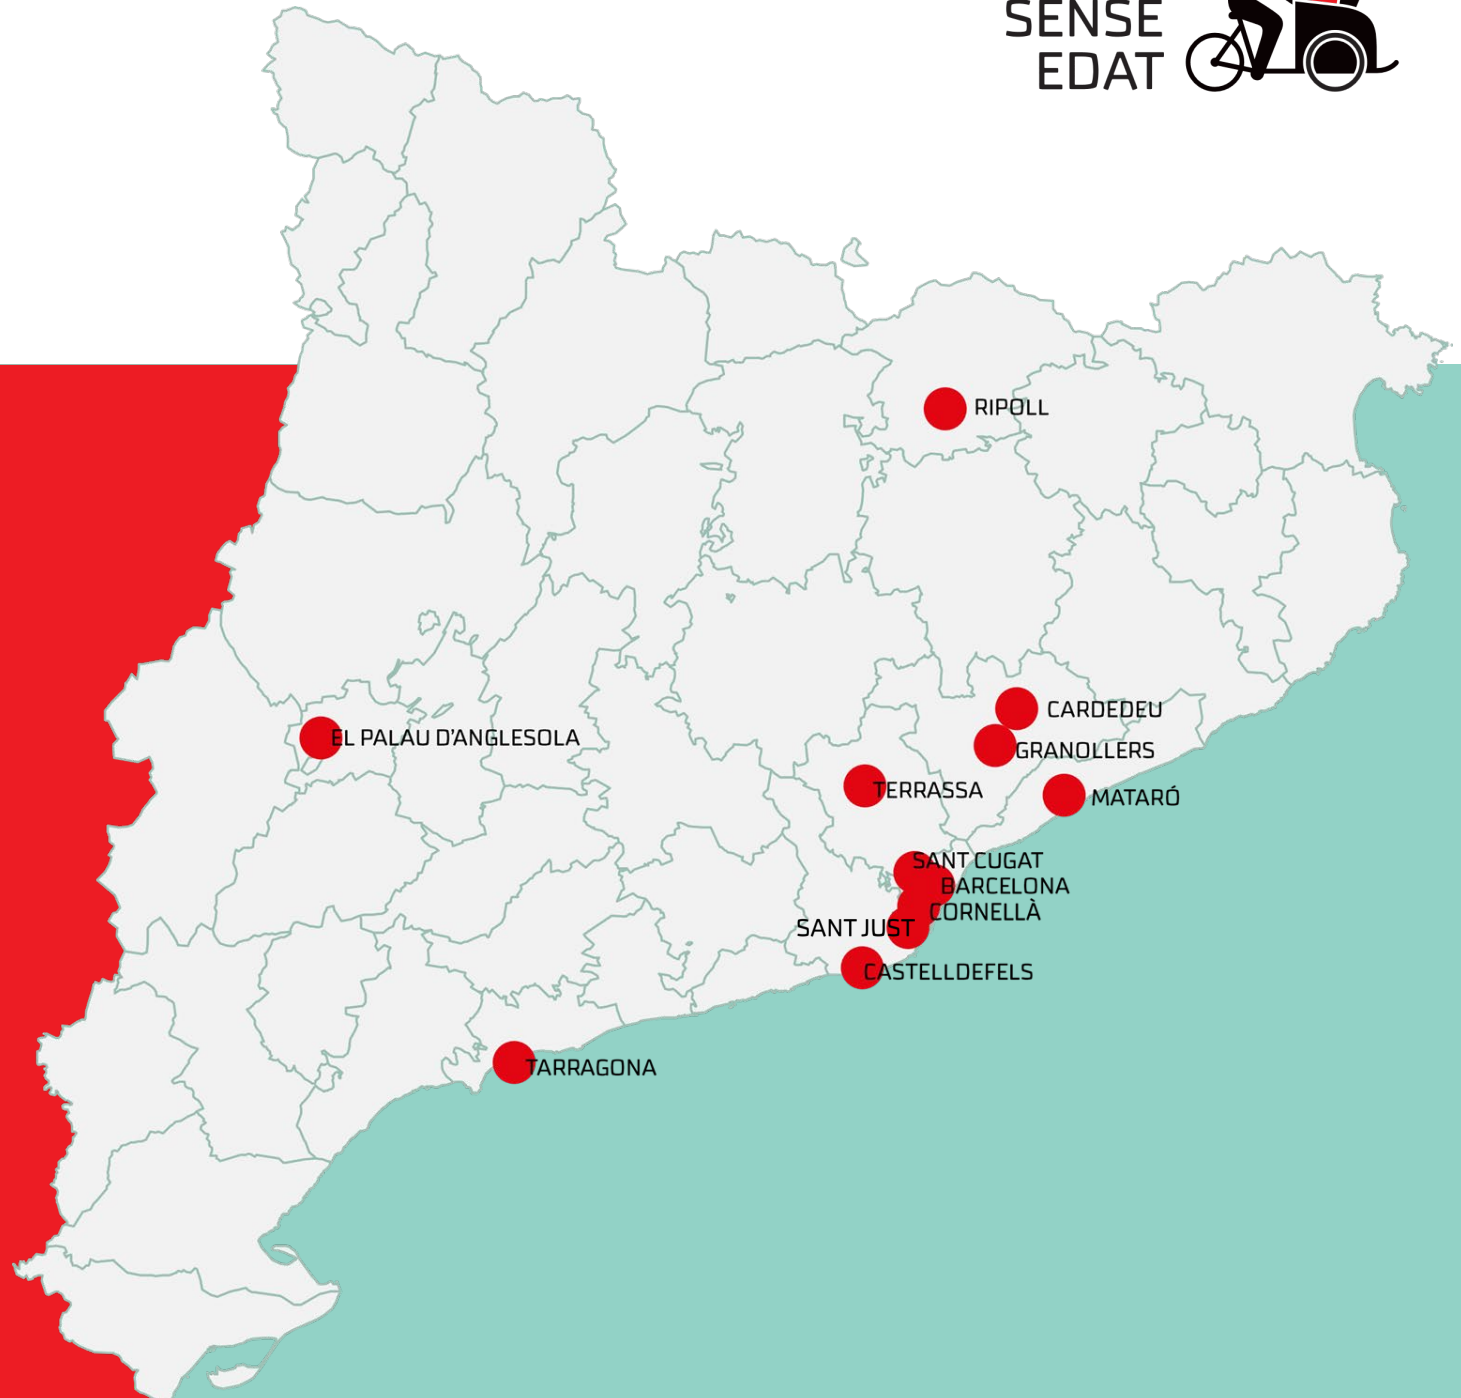 SENSE
EDAT
RIPOLL
CARDEDEU
EL PALAU D'ANGLESOLA
GRANOLLERS
TERRASSA
MATARÓ
SANT CUGAT
BARCELONA
CORNELLÀ
SANT JUST
CASTELLDEFELS
TARRAGONA